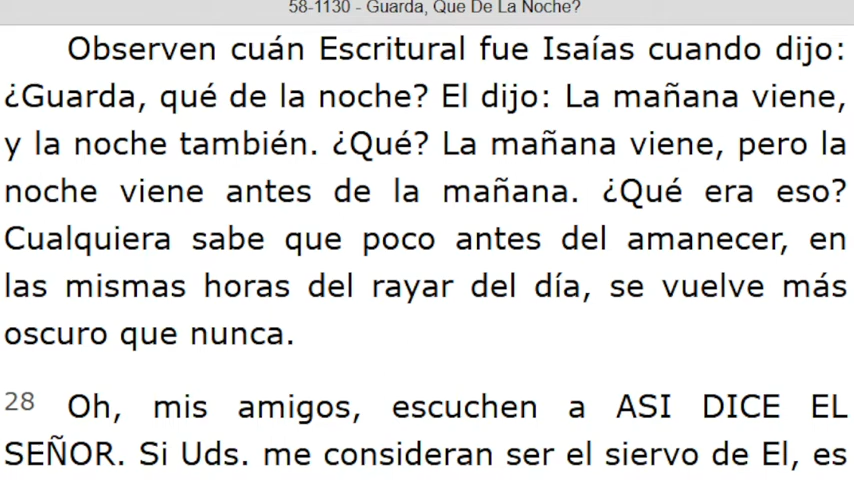 58-1130 - Guarda, Que De La Noche?
Observen cuán Escritural fue Isaías cuando dijo:
¿Guarda, qué de la noche? El dijo: La mañana viene,
y la noche también. ¿Qué? La mañana viene, pero la
noche viene antes de la mañana. ¿Qué era eso?
Cualquiera sabe que poco antes del amanecer, en
las mismas horas del rayar del día, se vuelve más
oscuro que nunca.
28 Oh, mis amigos, escuchen a ASI DICE EL
SEÑOR. Si Uds. me consideran ser el siervo de El, es